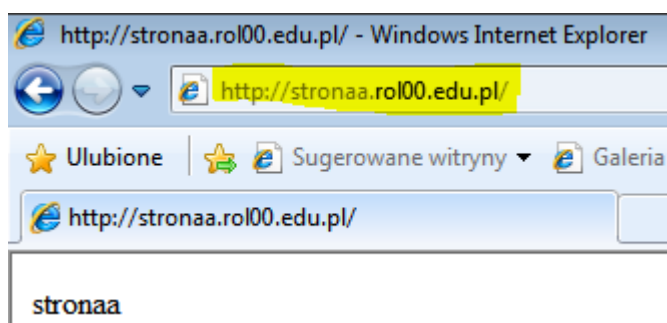 http://stronaa.rol00.edu.pl/ - Windows Internet Explorer
http://stronaa.rol00.edu.pl/
Ulubione Sugerowane witryny Galeria
http://stronaa.rol00.edu.pl/
stronaa